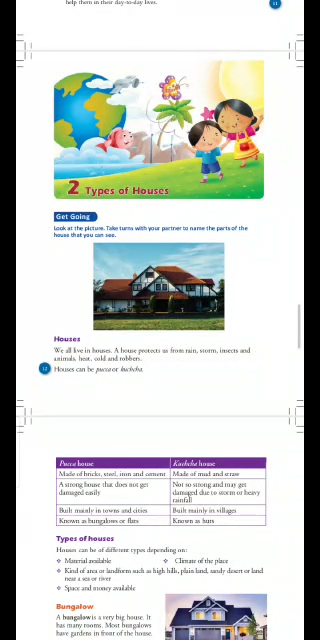 help them in their day-to-day lives.
11
2 Types of Houses
Get Going
Look at the picture. Take turns with your partner to name the parts of the
house that you can see.
Houses
We all live in houses. A house protects us from rain, storm, insects and
animals, heat, cold and robbers.
12
Houses can be pucca or kuchcha.
Pucca house Kuchcha house
Made of bricks, steel, iron and cement Made of mud and straw
A strong house that does not get
damaged easily
Not so strong and may get
damaged due to storm or heavy
rainfall
Built mainly in towns and cities Built mainly in villages
Known as bungalows or flats Known as huts
Types of houses
Houses can be of different types depending on:
❖ Material available ❖ Climate of the place
❖ Kind of area or landforms such as high hills, plain land, sandy desert or land
near a sea or river
❖ Space and money available
Bungalow
A bungalow is a very big house. It
has many rooms. Most bungalows
have gardens in front of the house.